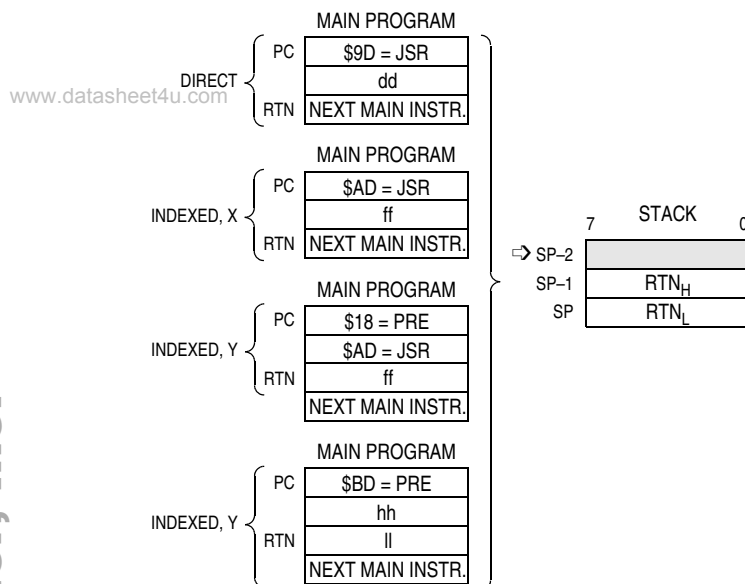 MAIN PROGRAM
PC $9D = JSR
DIRECT dd
www.datasheet4u.com
RTN NEXT MAIN INSTR.
MAIN PROGRAM
PC $AD = JSR
INDEXED, X ff
RTN NEXT MAIN INSTR.
7 STACK 0
SP–2
SP–1 RTNH
SP RTNL
MAIN PROGRAM
PC $18 = PRE
INDEXED, Y $AD = JSR
RTN ff
NEXT MAIN INSTR.
MAIN PROGRAM
PC $BD = PRE
INDEXED, Y hh
RTN ll
NEXT MAIN INSTR.